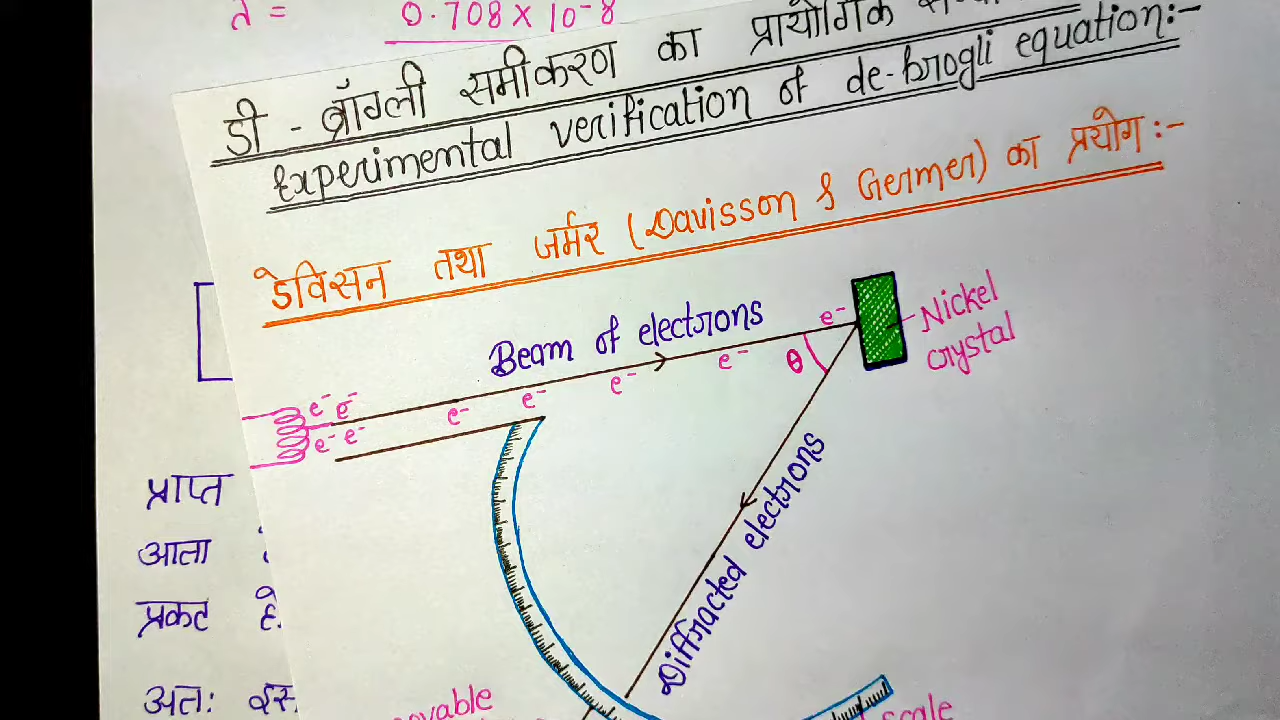 λ = 0.708 × 10⁻⁸
डी - ब्रॉग्ली समीकरण का प्रायोगिक
Experimental verification of de-brogli equation:-
डेविसन तथा जर्मर (Davisson & Germer) का प्रयोग:-
Beam of electrons
e⁻
Nickel
crystal
e⁻
θ
e⁻
e⁻
e⁻
e⁻ e⁻
e⁻ e⁻
Diffracted electrons
प्राप्त
आता
प्रकट
अतः
scale